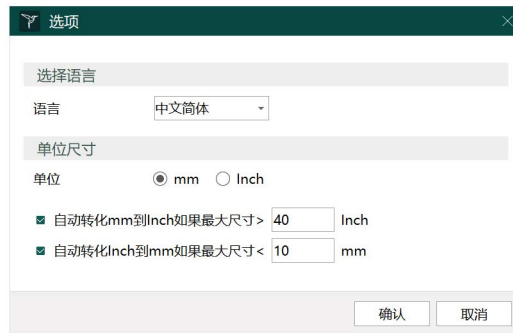 选项
选择语言
语言 中文简体
单位尺寸
单位 mm Inch
自动转化mm到Inch如果最大尺寸> 40 Inch
自动转化Inch到mm如果最大尺寸< 10 mm
确认 取消